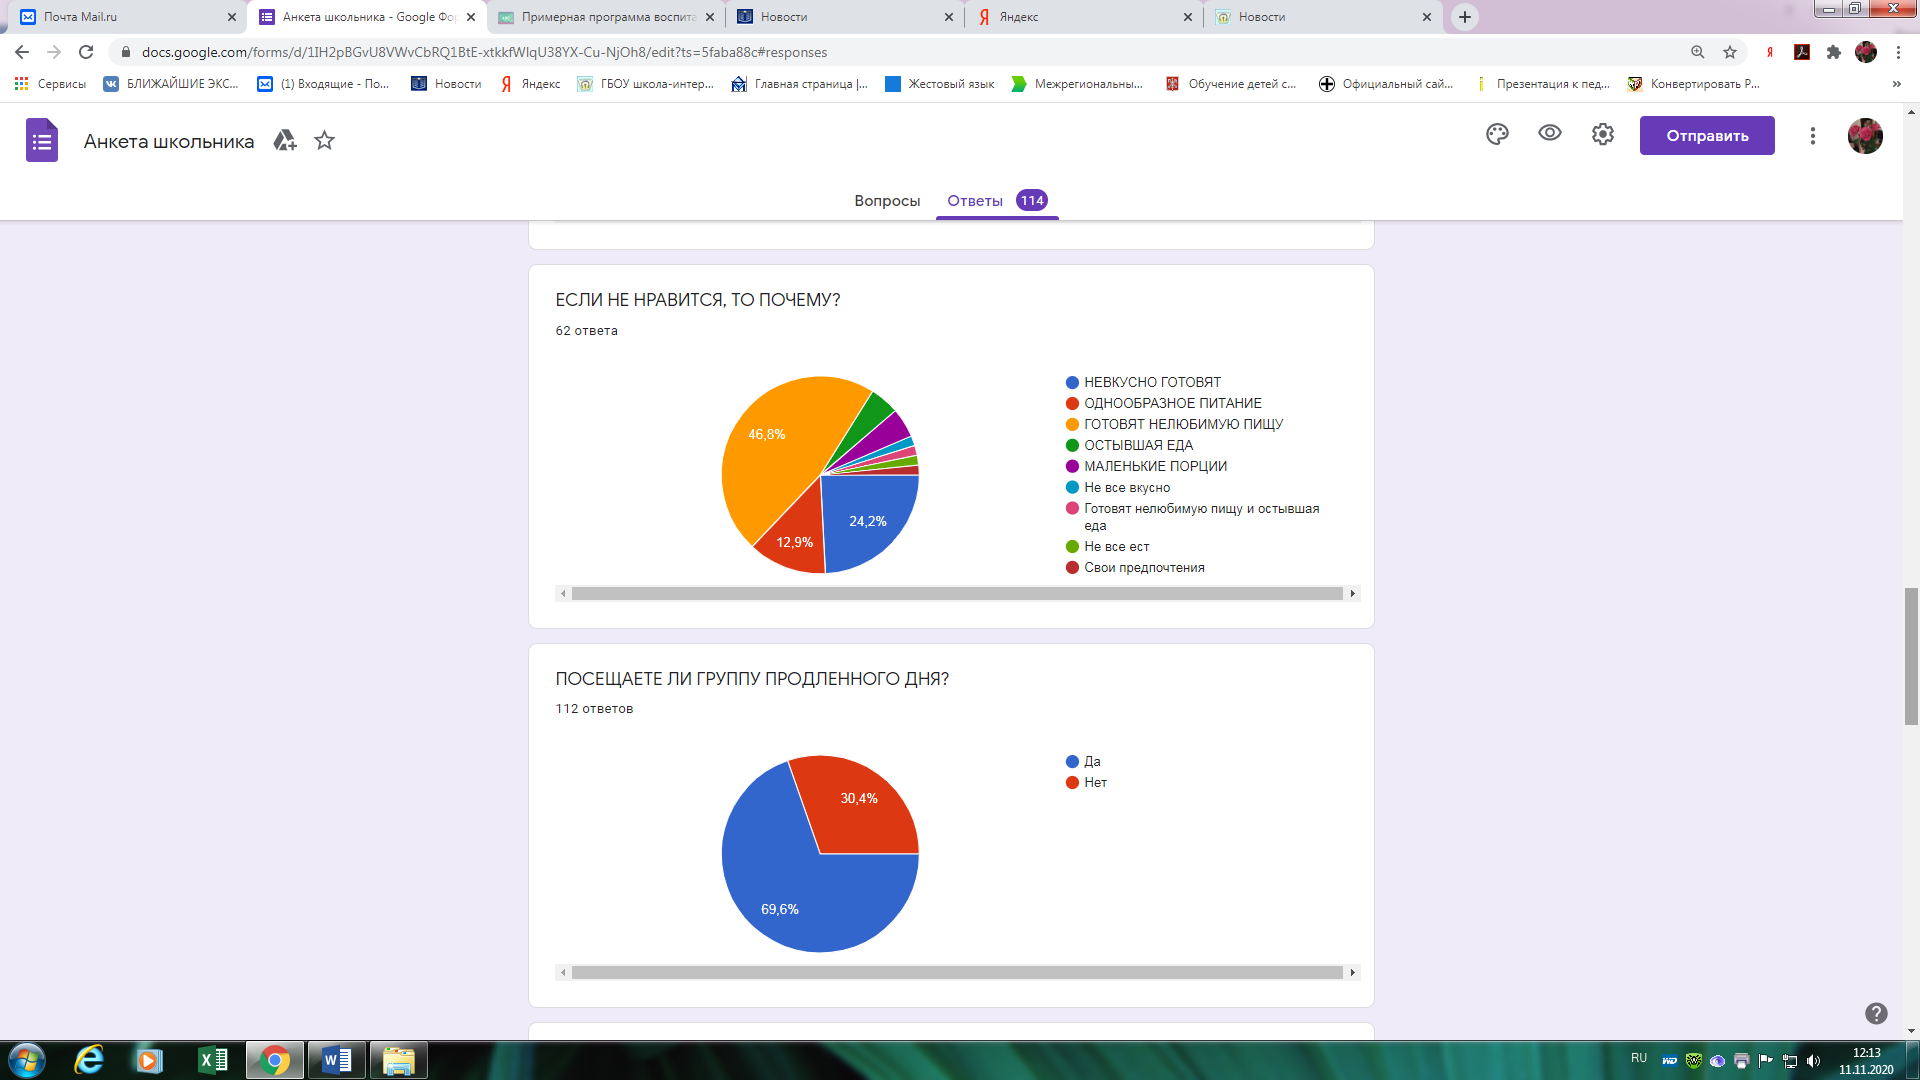 Почта Mail.ru
Анкета школьника - Google Фор
Примерная программа воспита
Новости
Яндекс
Новости
docs.google.com/forms/d/1IH2pBGvU8VWvCbRQ1BtE-xtkkfWlqU38YX-Cu-NjOh8/edit?ts=5faba88c#responses
Сервисы
БЛИЖАЙШИЕ ЭКС...
(1) Входящие - По...
Новости
Яндекс
ГБОУ школа-интер...
Главная страница |...
Жестовый язык
Межрегиональны...
Обучение детей с...
Официальный сай...
Презентация к пед...
Конвертировать P...
»
Анкета школьника
Отправить
Вопросы
Ответы 114
ЕСЛИ НЕ НРАВИТСЯ, ТО ПОЧЕМУ?
62 ответа
46,8%
12,9%
24,2%
НЕВКУСНО ГОТОВЯТ
ОДНООБРАЗНОЕ ПИТАНИЕ
ГОТОВЯТ НЕЛЮБИМУЮ ПИЩУ
ОСТЫВШАЯ ЕДА
МАЛЕНЬКИЕ ПОРЦИИ
Не все вкусно
Готовят нелюбимую пищу и остывшая
еда
Не все ест
Свои предпочтения
ПОСЕЩАЕТЕ ЛИ ГРУППУ ПРОДЛЕННОГО ДНЯ?
112 ответов
30,4%
69,6%
Да
Нет
RU
12:13
11.11.2020